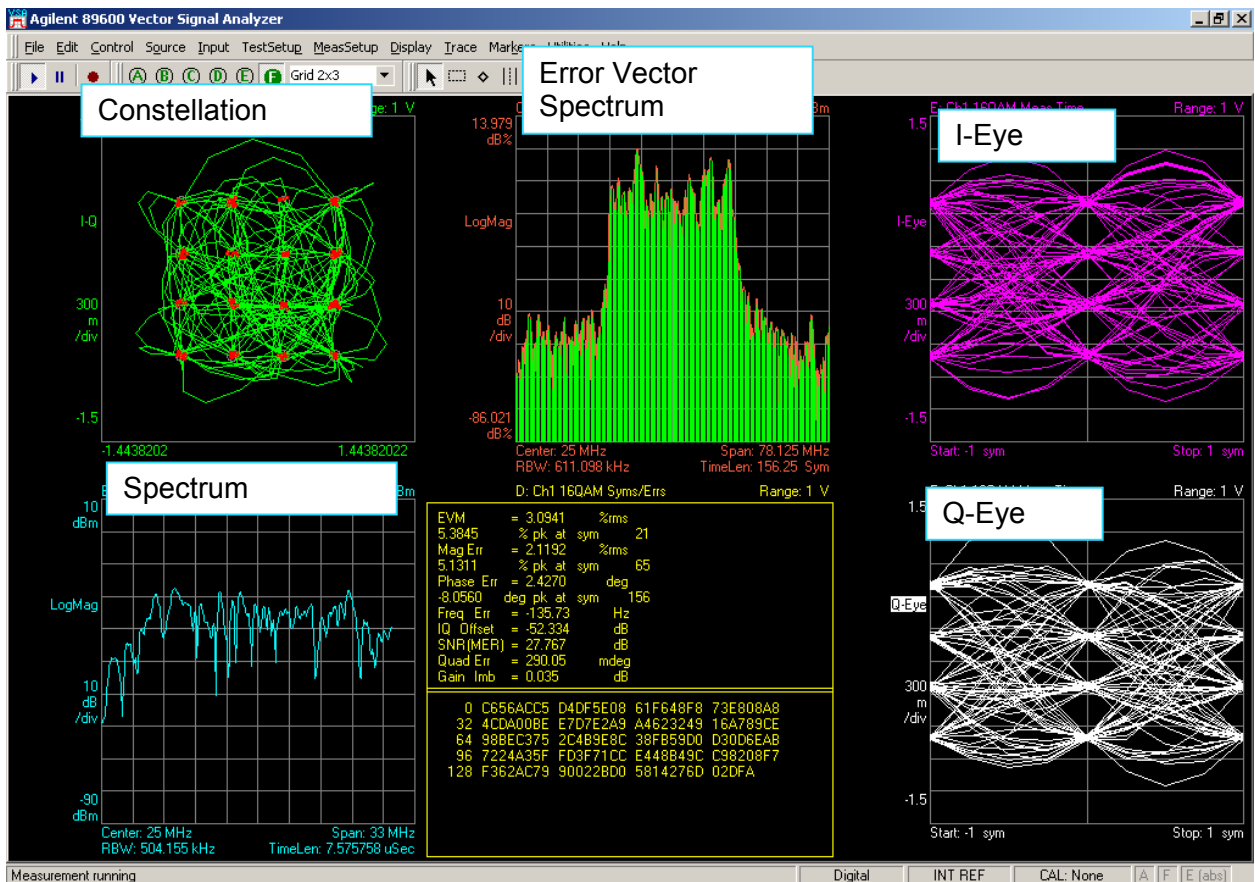 Agilent 89600 Vector Signal Analyzer
File Edit Control Source Input TestSetup MeasSetup Display Trace
A B C D E F Grid 2x3
Constellation
1 V
I-Q
300
m
/div
-1.5
-1.4438202 1.44382022
Error Vector
Spectrum
13.979
dB%
LogMag
10
dB
/div
-86.021
dB%
Center: 25 MHz Span: 78.125 MHz
RBW: 611.098 kHz TimeLen: 156.25 Sym
E: Ch1 16QAM Meas Time Range: 1 V
1.5
I-Eye
I-Eye
300
m
/div
-1.5
Start: -1 sym Stop: 1 sym
Spectrum
10
dBm
LogMag
10
dB
/div
-90
dBm
Center: 25 MHz Span: 33 MHz
RBW: 504.155 kHz TimeLen: 7.575758 uSec
D: Ch1 16QAM Syms/Errs Range: 1 V
EVM = 3.0941 %rms
5.3845 % pk at sym 21
Mag Err = 2.1192 %rms
5.1311 % pk at sym 65
Phase Err = 2.4270 deg
-8.0560 deg pk at sym 156
Freq Err = -135.73 Hz
IQ Offset = -52.334 dB
SNR(MER) = 27.767 dB
Quad Err = 290.05 mdeg
Gain Imb = 0.035 dB
0 C656ACC5 D4DF5E08 61F648F8 73E808A8
32 4CDA00BE E7D7E2A9 A4623249 16A789CE
64 98BEC375 2C4B9E8C 38FB59D0 D30D6EAB
96 7224A35F FD3F71CC E448B49C C98208F7
128 F362AC79 90022BD0 5814276D 02DFA
Range: 1 V
1.5
Q-Eye
Q-Eye
300
m
/div
-1.5
Start: -1 sym Stop: 1 sym
Measurement running Digital INT REF CAL: None A F E (abs)